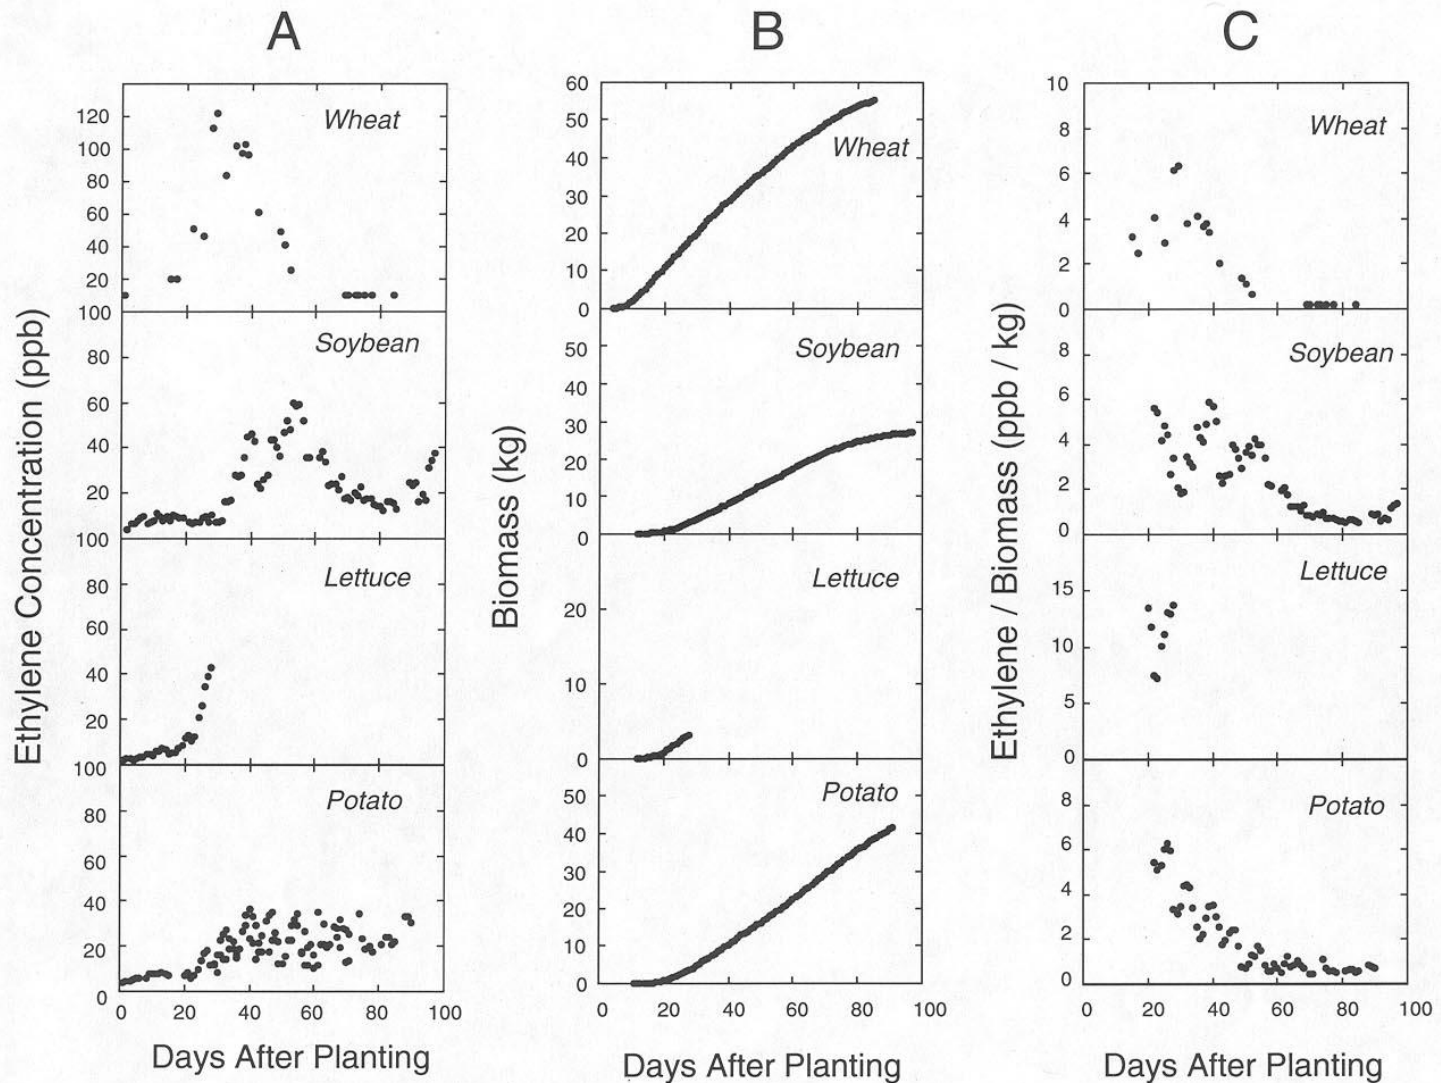 A
B
C
Ethylene Concentration (ppb)
120
100
80
60
40
20
Wheat
100
80
60
40
20
Soybean
100
80
60
40
20
Lettuce
100
80
60
40
20
0
Potato
0 20 40 60 80 100
Days After Planting
Biomass (kg)
60
50
40
30
20
10
0
Wheat
50
40
30
20
10
0
Soybean
20
10
0
Lettuce
50
40
30
20
10
0
Potato
0 20 40 60 80 100
Days After Planting
Ethylene / Biomass (ppb / kg)
10
8
6
4
2
0
Wheat
8
6
4
2
0
Soybean
15
10
5
0
Lettuce
8
6
4
2
0
Potato
0 20 40 60 80 100
Days After Planting